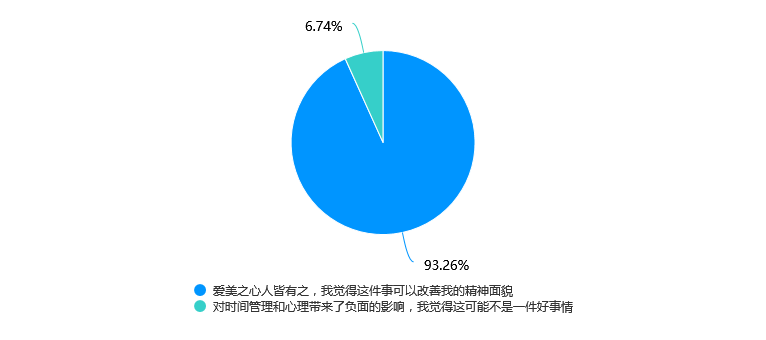 6.74%
93.26%
爱美之心人皆有之，我觉得这件事可以改善我的精神面貌
对时间管理和心理带来了负面的影响，我觉得这可能不是一件好事情